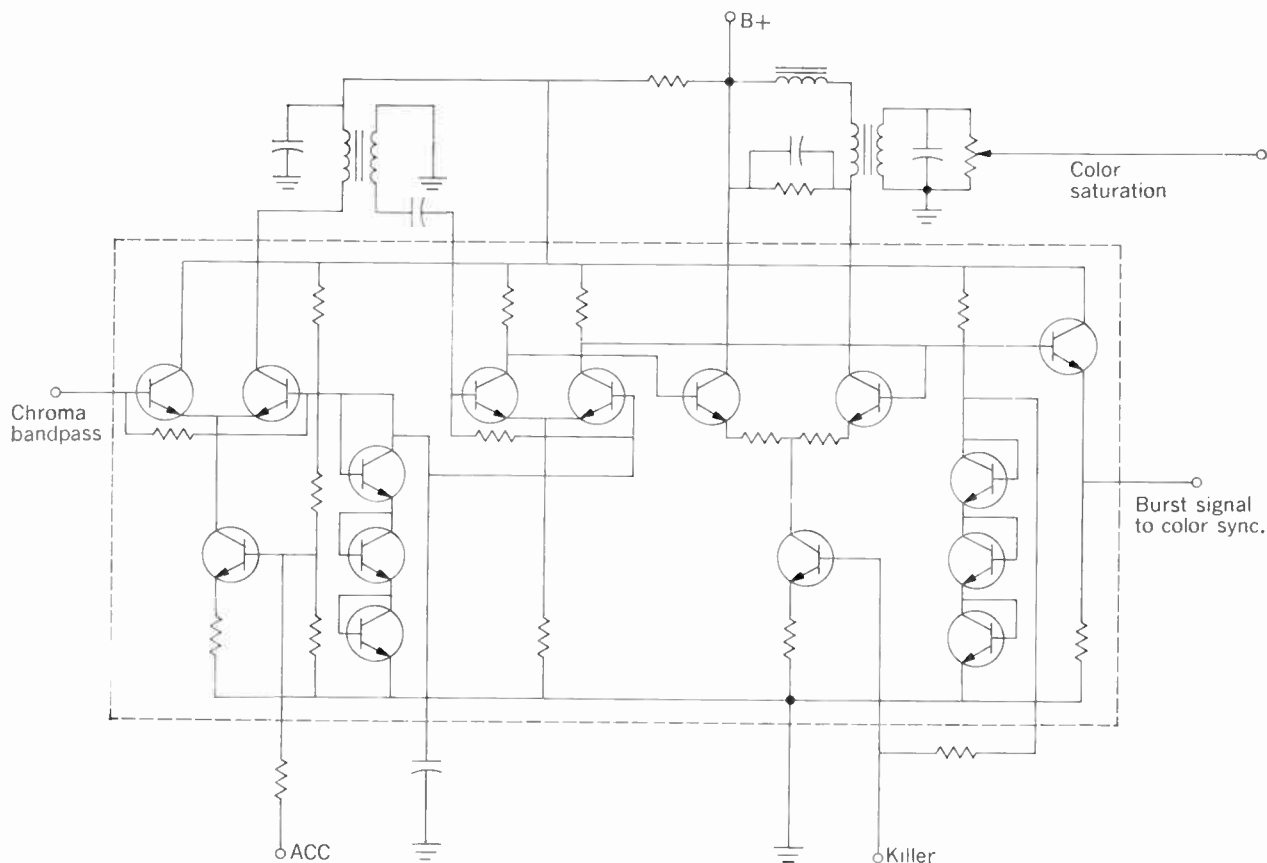 B+
Color
saturation
Chroma
bandpass
Burst signal
to color sync.
ACC
Killer